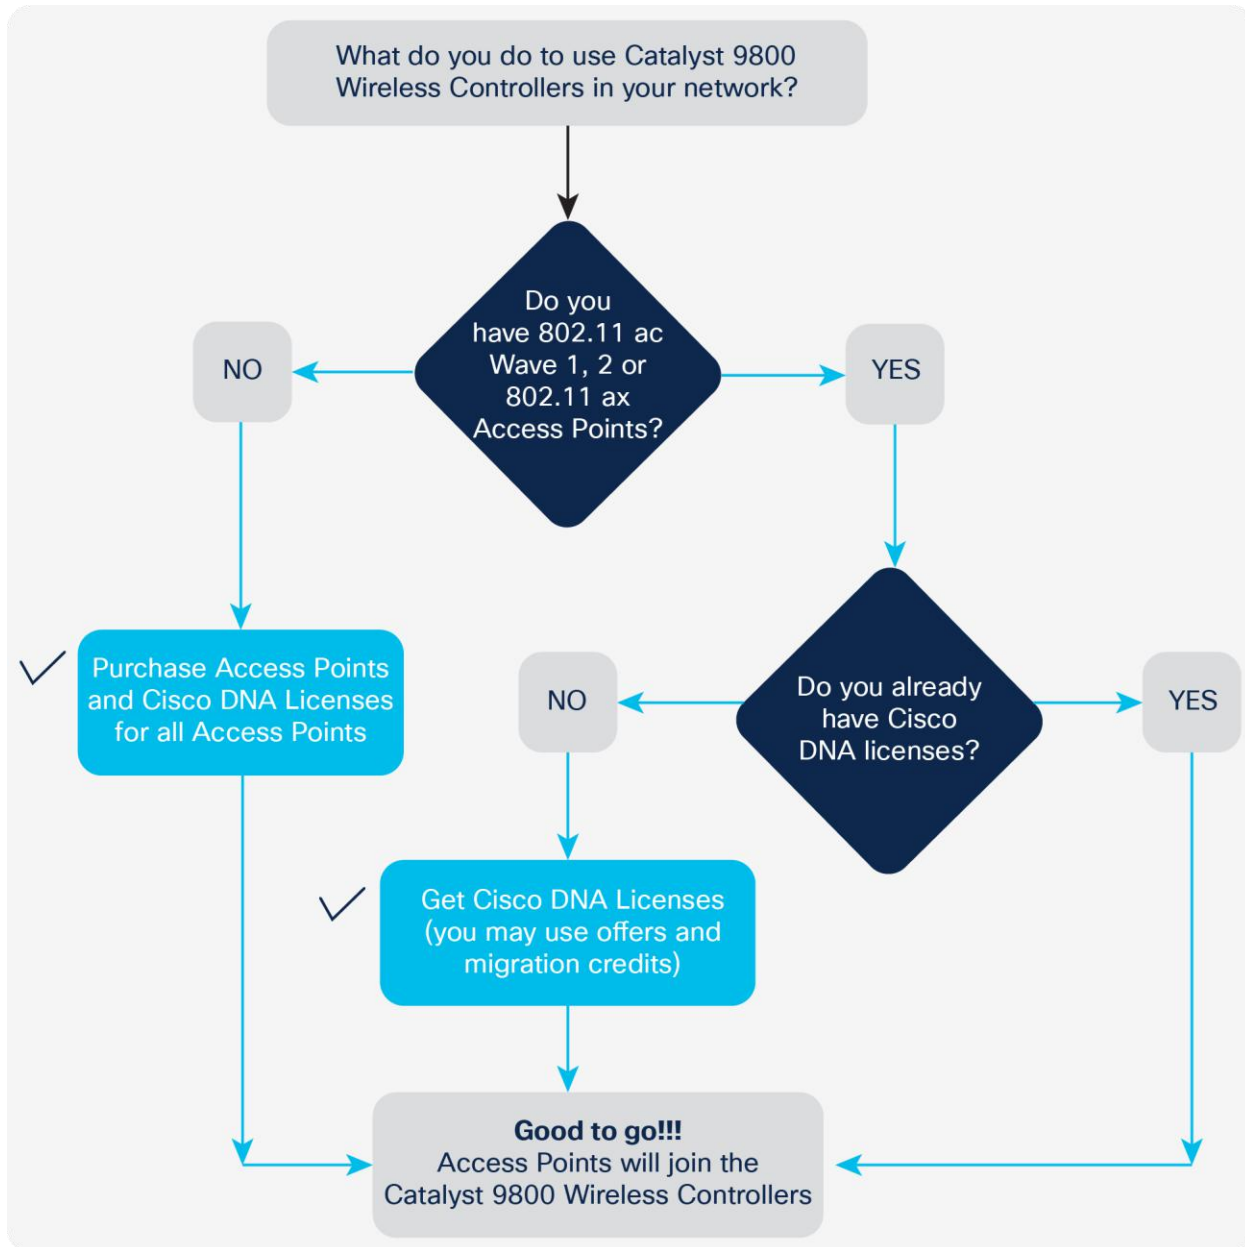 What do you do to use Catalyst 9800
Wireless Controllers in your network?
Do you
have 802.11 ac
Wave 1, 2 or
802.11 ax
Access Points?
NO
YES
Purchase Access Points
and Cisco DNA Licenses
for all Access Points
NO
Do you already
have Cisco
DNA licenses?
YES
Get Cisco DNA Licenses
(you may use offers and
migration credits)
Good to go!!!
Access Points will join the
Catalyst 9800 Wireless Controllers